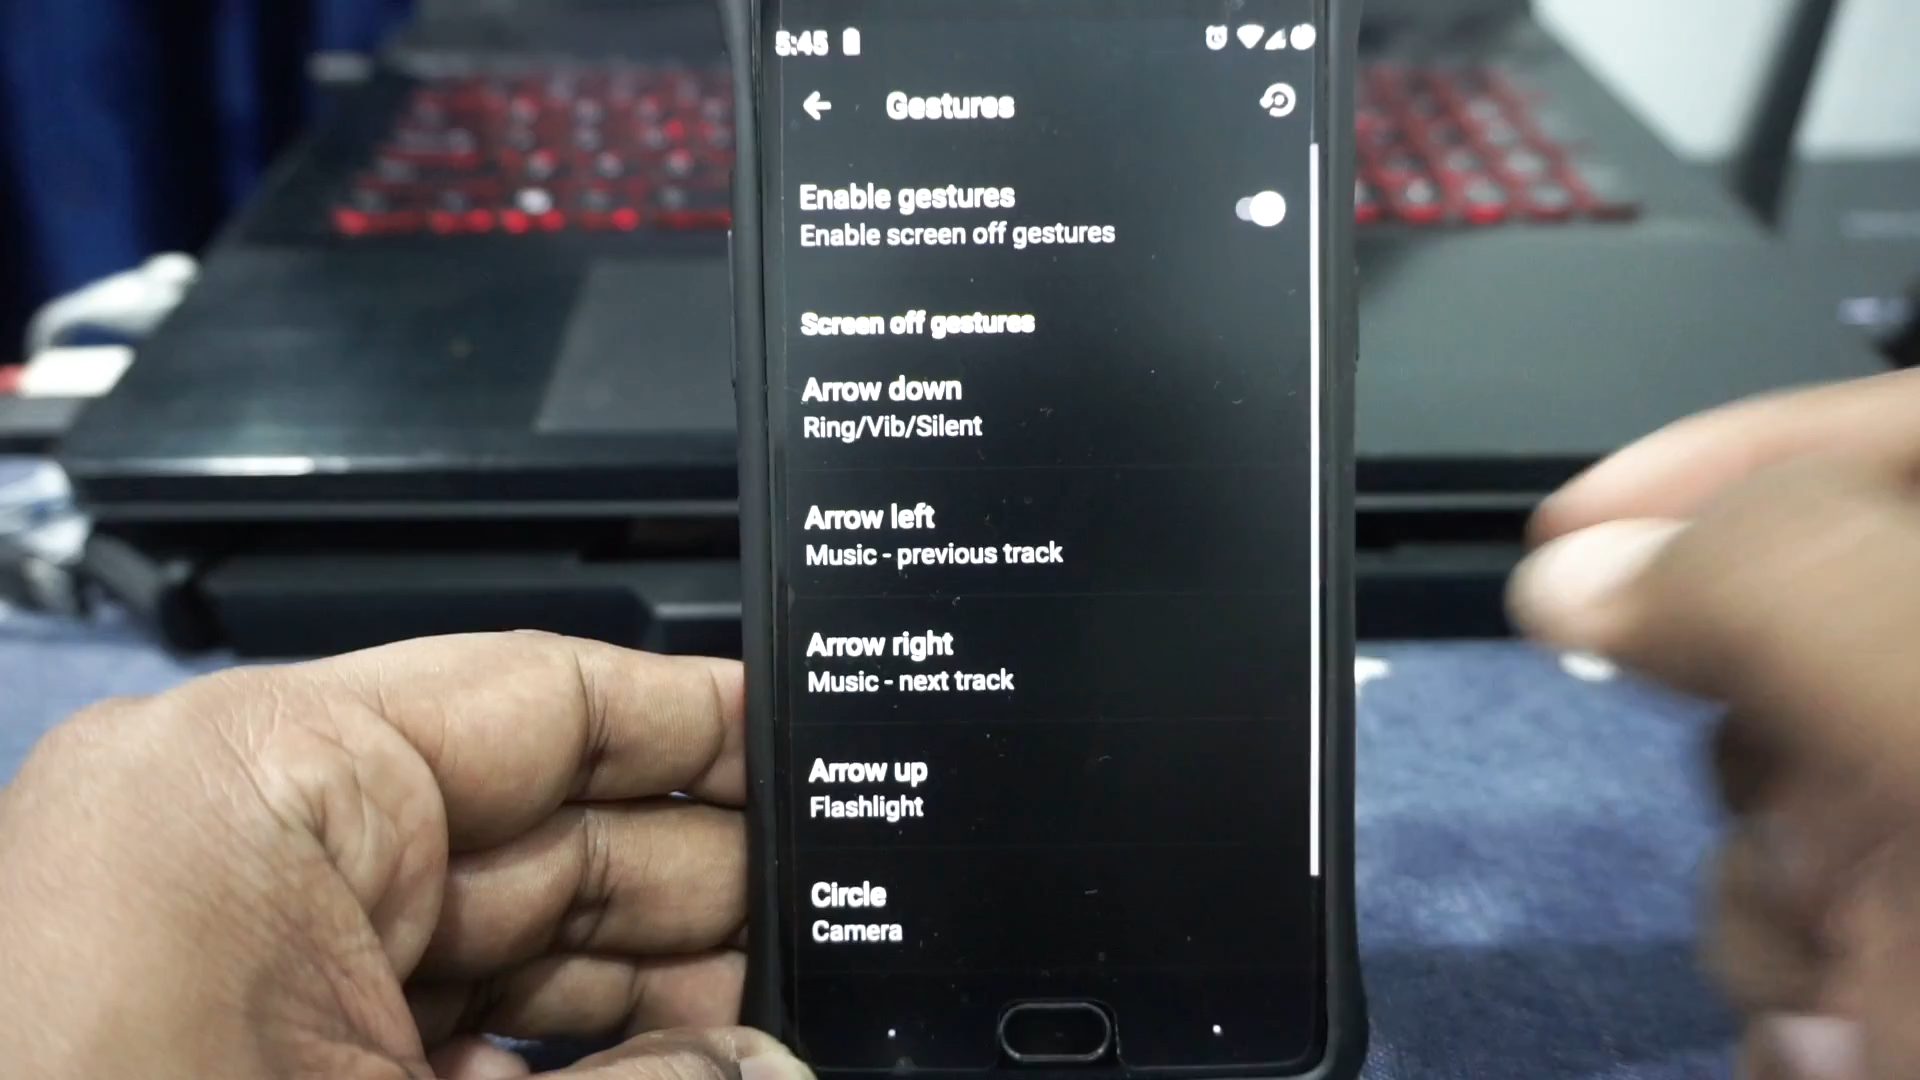 5:45
Gestures
Enable gestures
Enable screen off gestures
Screen off gestures
Arrow down
Ring/Vib/Silent
Arrow left
Music - previous track
Arrow right
Music - next track
Arrow up
Flashlight
Circle
Camera